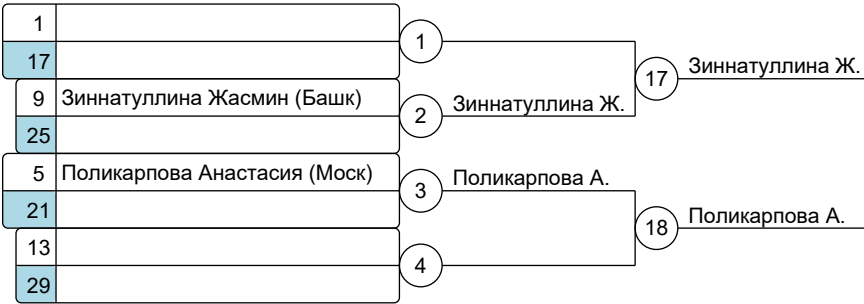 1
17
1
9 Зиннатуллина Жасмин (Башк)
25
2
Зиннатуллина Ж.
17
Зиннатуллина Ж.
5 Поликарпова Анастасия (Моск)
21
3
Поликарпова А.
13
29
4
18
Поликарпова А.